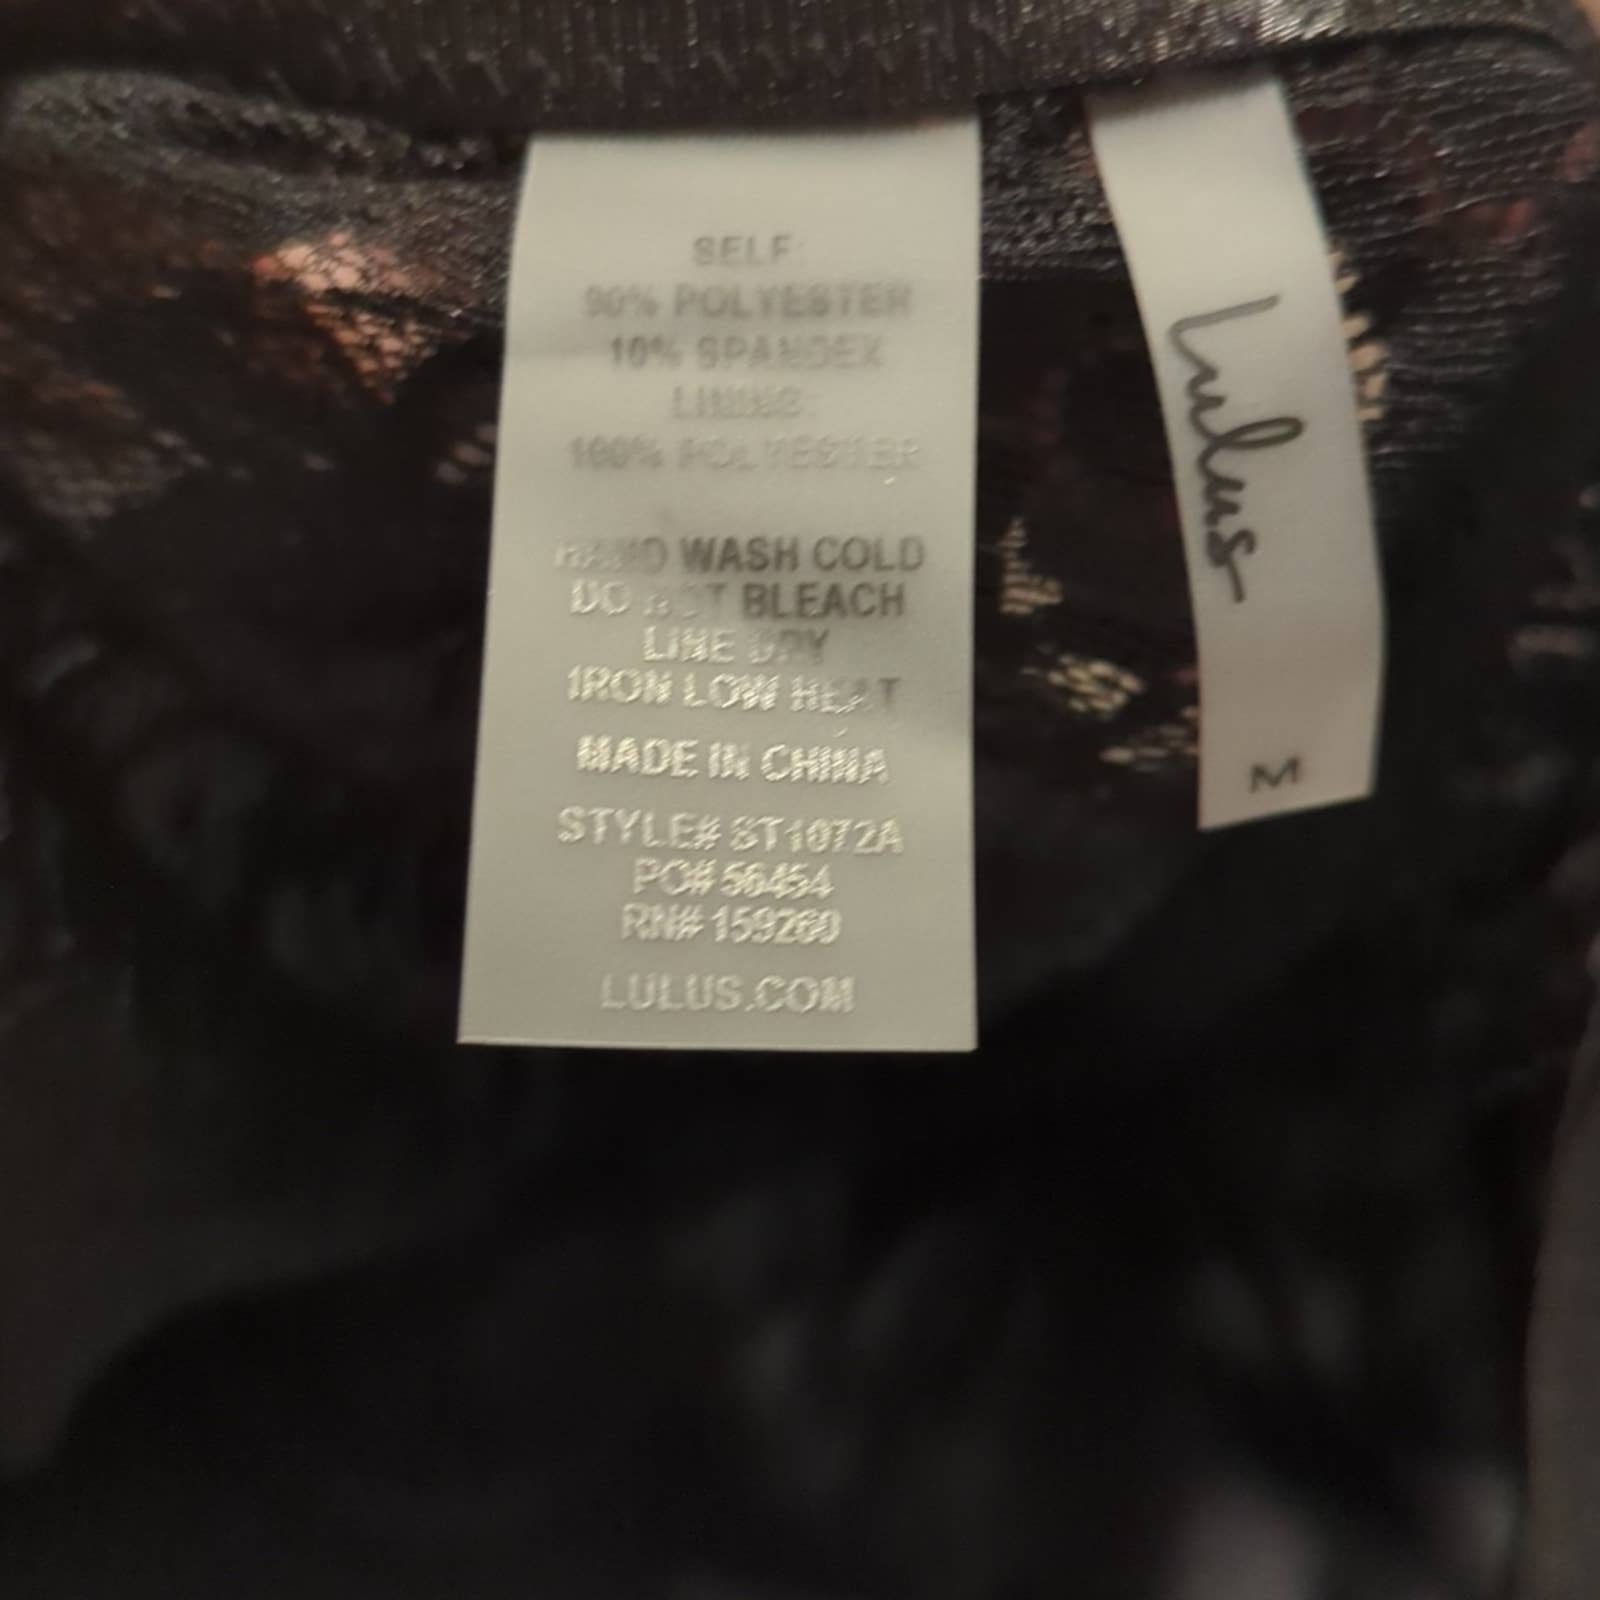 SELF:
90% POLYESTER
10% SPANDEX
LINING:
100% POLYESTER
HAND WASH COLD
DO NOT BLEACH
LINE DRY
IRON LOW HEAT
MADE IN CHINA
STYLE# ST1072A
PO# 56454
RN# 159260
LULUS.COM
Lulus
M